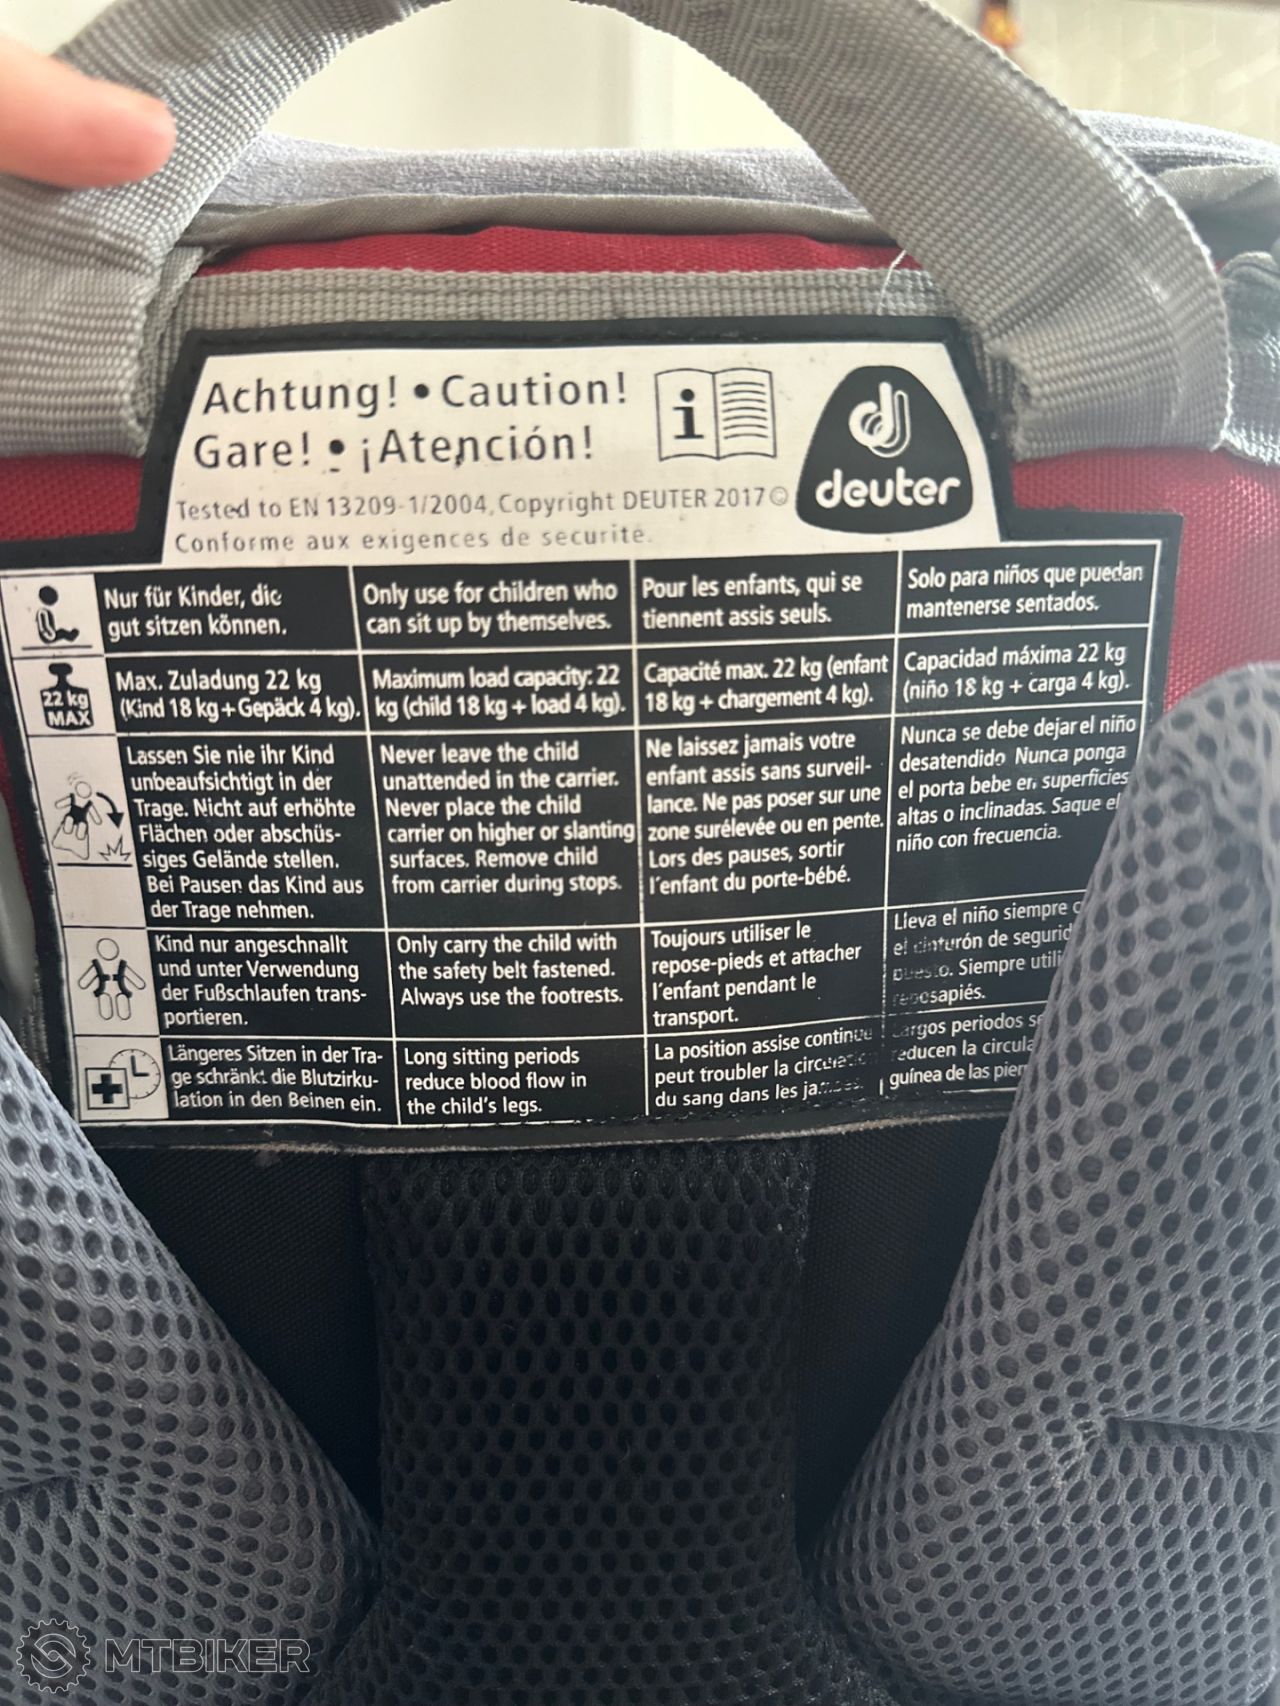 Achtung! • Caution!
Gare! • ¡Atención!
i
deuter
Tested to EN 13209-1/2004, Copyright DEUTER 2017©
Conforme aux exigences de securité.
Nur für Kinder, die
gut sitzen können.
Only use for children who
can sit up by themselves.
Pour les enfants, qui se
tiennent assis seuls.
Solo para niños que puedan
mantenerse sentados.
22 kg
MAX
Max. Zuladung 22 kg
(Kind 18 kg + Gepäck 4 kg).
Maximum load capacity: 22
kg (child 18 kg + load 4 kg).
Capacité max. 22 kg (enfant
18 kg + chargement 4 kg).
Capacidad máxima 22 kg
(niño 18 kg + carga 4 kg).
Lassen Sie nie ihr Kind
unbeaufsichtigt in der
Trage. Nicht auf erhöhte
Flächen oder abschüs-
siges Gelände stellen.
Bei Pausen das Kind aus
der Trage nehmen.
Never leave the child
unattended in the carrier.
Never place the child
carrier on higher or slanting
surfaces. Remove child
from carrier during stops.
Ne laissez jamais votre
enfant assis sans surveil-
lance. Ne pas poser sur une
zone surélevée ou en pente.
Lors des pauses, sortir
l'enfant du porte-bébé.
Nunca se debe dejar el niño
desatendido. Nunca ponga
el porta bebe en superficies
altas o inclinadas. Saque el
niño con frecuencia.
Kind nur angeschnallt
und unter Verwendung
der Fußschlaufen trans-
portieren.
Only carry the child with
the safety belt fastened.
Always use the footrests.
Toujours utiliser le
repose-pieds et attacher
l'enfant pendant le
transport.
Lleva el niño siempre
el cinturón de segurid
puesto. Siempre utili
reposapiés.
Längeres Sitzen in der Tra-
ge schränkt die Blutzirku-
lation in den Beinen ein.
Long sitting periods
reduce blood flow in
the child's legs.
La position assise continue
peut troubler la circulation
du sang dans les jambes.
Largos periodos se
reducen la circula
guínea de las pier
MTBIKER